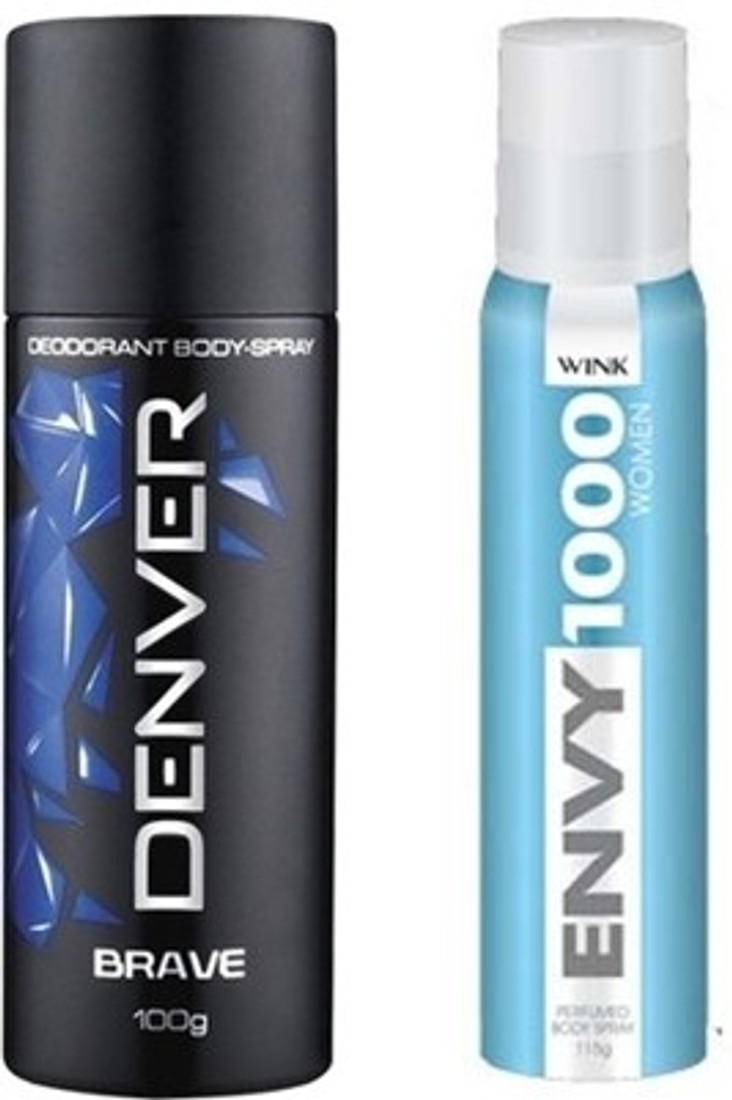 DEODORANT BODY-SPRAY
DENVER
BRAVE
100g
WINK
ENVY 1000
WOMEN
PERFUMED
BODY SPRAY